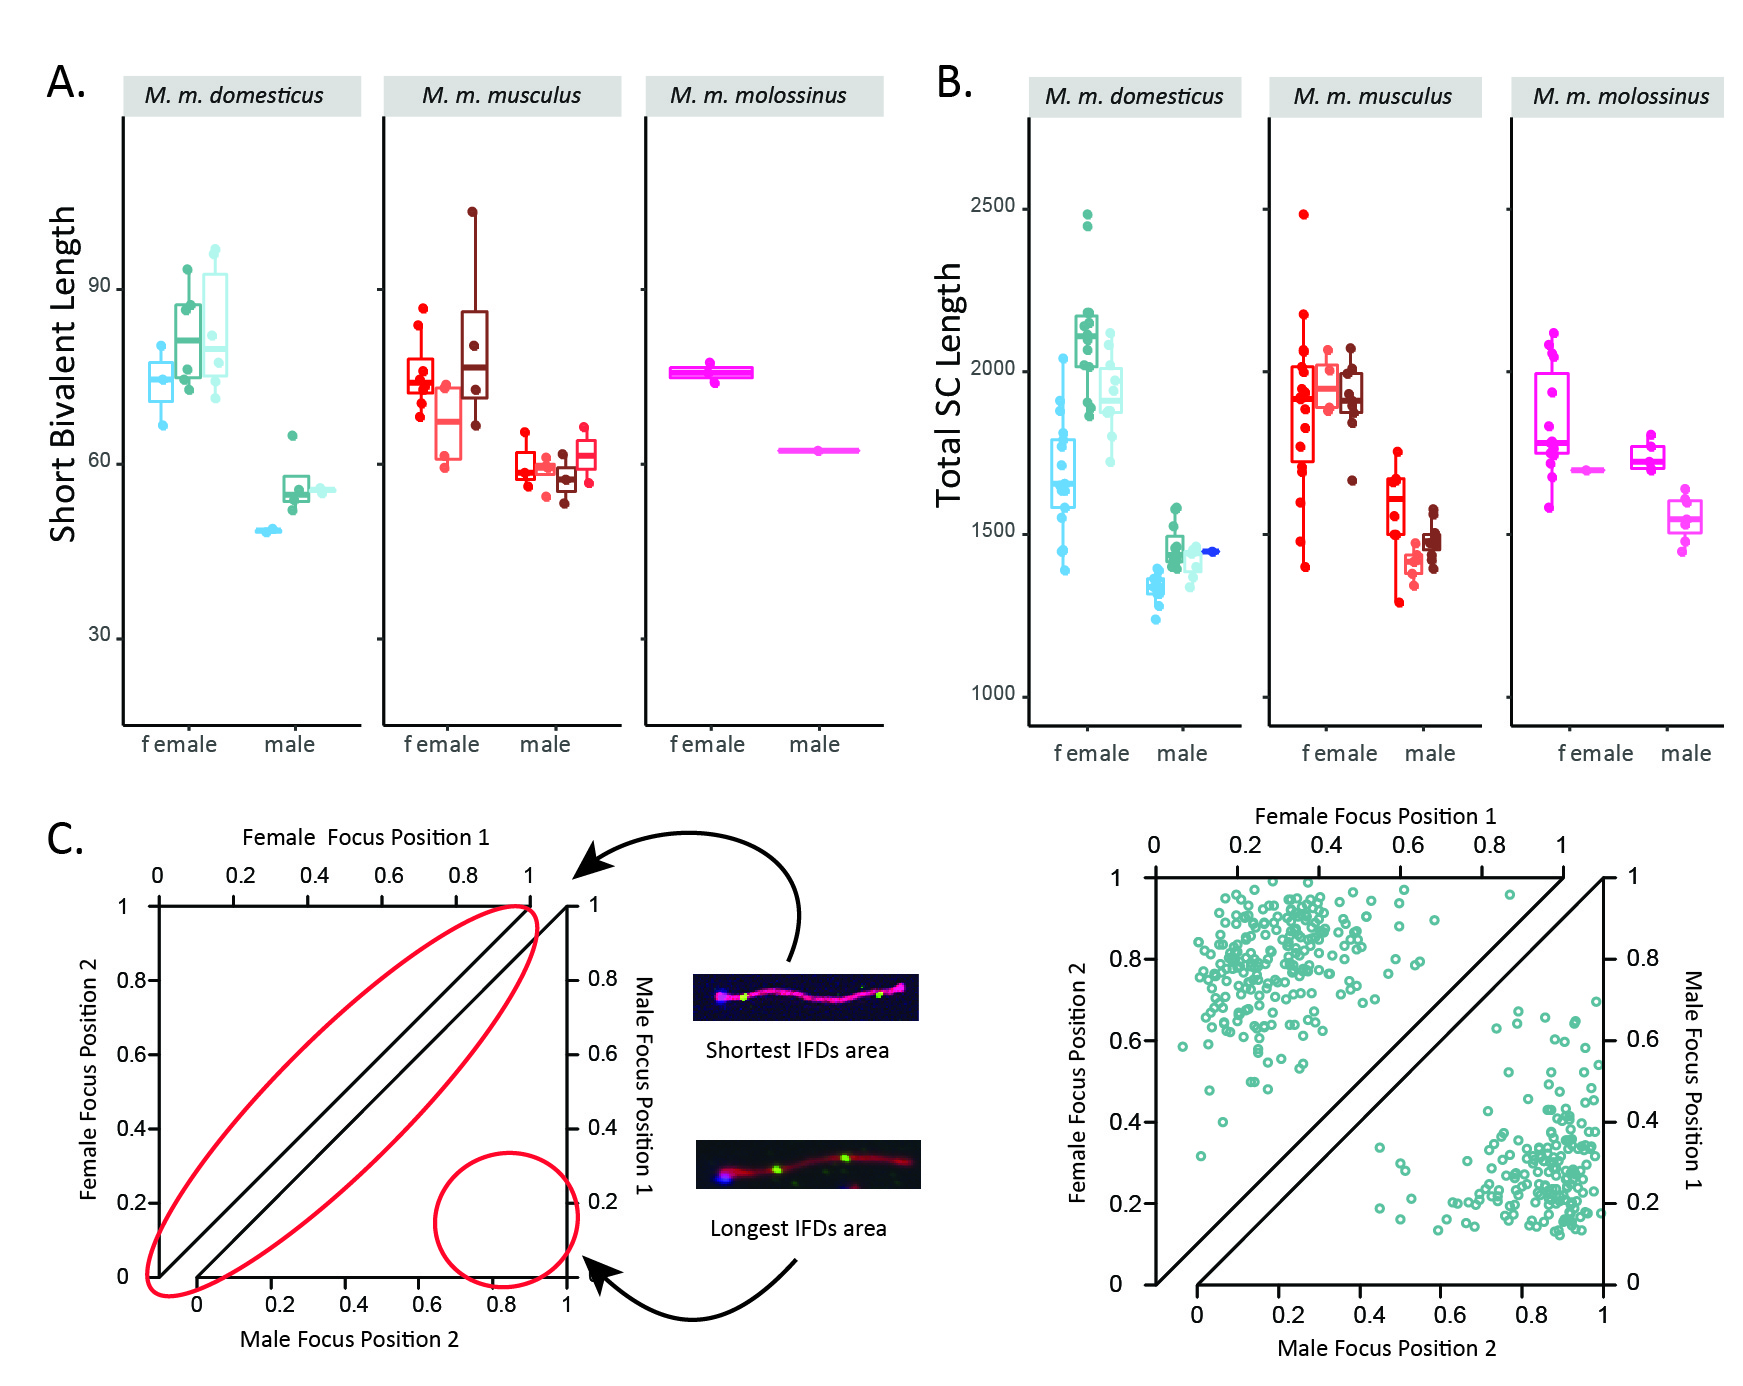 A.
M. m. domesticus
M. m. musculus
M. m. molossinus
Short Bivalent Length
90
60
30
female
male
female
male
female
male
B.
M. m. domesticus
M. m. musculus
M. m. molossinus
Total SC Length
2500
2000
1500
1000
female
male
female
male
female
male
C.
Female Focus Position 1
0 0.2 0.4 0.6 0.8 1
Female Focus Position 2
1
0.8
0.6
0.4
0.2
0
1
0.8
0.6
0.4
0.2
0
Male Focus Position 1
0 0.2 0.4 0.6 0.8 1
Male Focus Position 2
Shortest IFDs area
Longest IFDs area
Female Focus Position 1
0 0.2 0.4 0.6 0.8 1
Female Focus Position 2
1
0.8
0.6
0.4
0.2
0
1
0.8
0.6
0.4
0.2
0
Male Focus Position 1
0 0.2 0.4 0.6 0.8 1
Male Focus Position 2